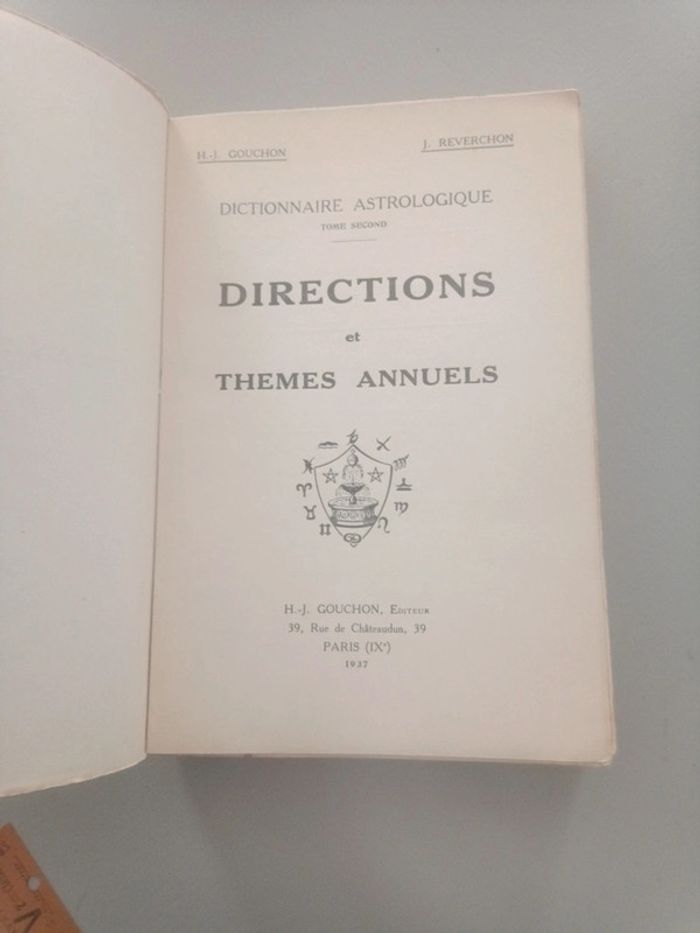 H.-J. GOUCHON
J. REVERCHON
DICTIONNAIRE ASTROLOGIQUE
TOME SECOND
DIRECTIONS
et
THEMES ANNUELS
H.-J. GOUCHON, EDITEUR
39, Rue de Châteaudun, 39
PARIS (IXe)
1937